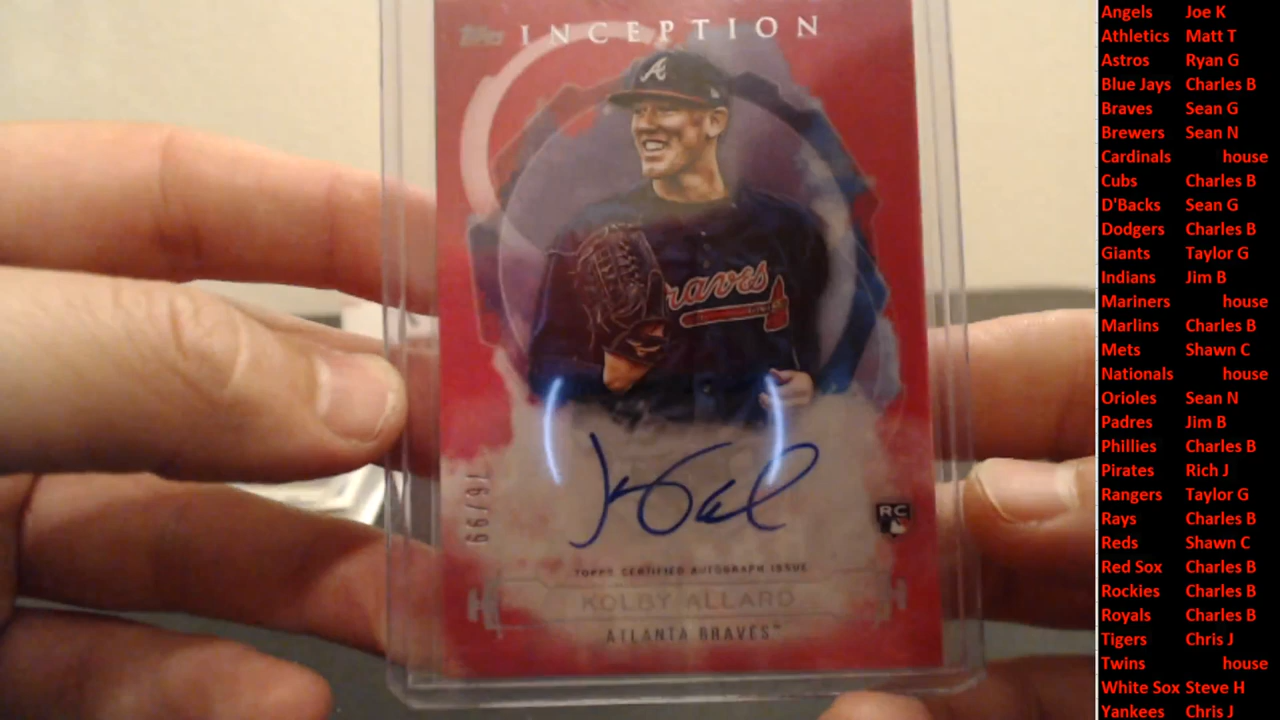 Topps INCEPTION
A
raves
76/99
RC
TOPPS CERTIFIED AUTOGRAPH ISSUE
KOLBY ALLARD
ATLANTA BRAVES™
Angels Joe K
Athletics Matt T
Astros Ryan G
Blue Jays Charles B
Braves Sean G
Brewers Sean N
Cardinals house
Cubs Charles B
D'Backs Sean G
Dodgers Charles B
Giants Taylor G
Indians Jim B
Mariners house
Marlins Charles B
Mets Shawn C
Nationals house
Orioles Sean N
Padres Jim B
Phillies Charles B
Pirates Rich J
Rangers Taylor G
Rays Charles B
Reds Shawn C
Red Sox Charles B
Rockies Charles B
Royals Charles B
Tigers Chris J
Twins house
White Sox Steve H
Yankees Chris J